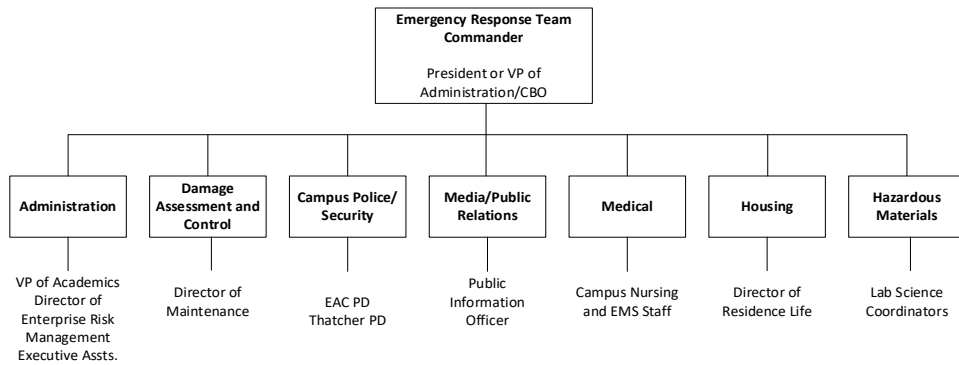 Emergency Response Team
Commander
President or VP of
Administration/CBO
Administration
Damage
Assessment and
Control
Campus Police/
Security
Media/Public
Relations
Medical
Housing
Hazardous
Materials
VP of Academics
Director of
Enterprise Risk
Management
Executive Assts.
Director of
Maintenance
EAC PD
Thatcher PD
Public
Information
Officer
Campus Nursing
and EMS Staff
Director of
Residence Life
Lab Science
Coordinators